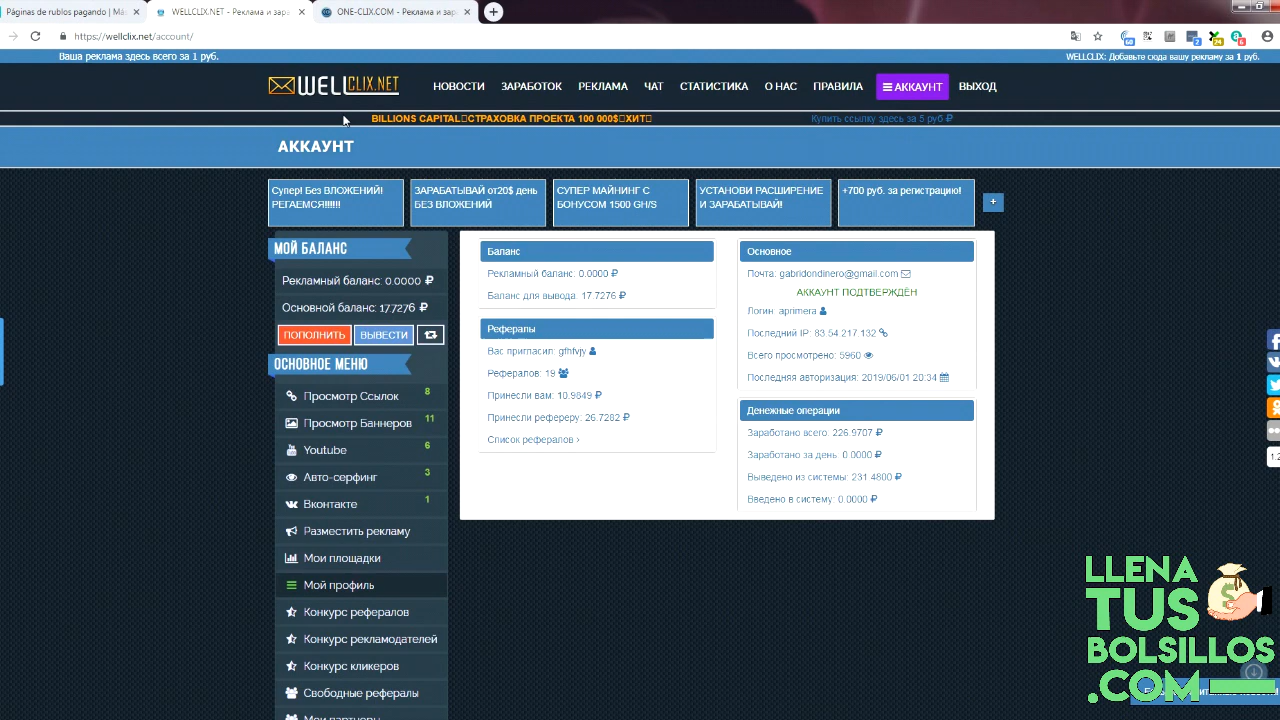 Páginas de rublos pagando | Más
WELLCLIX.NET - Реклама и зара
ONE-CLIX.COM - Реклама и зара
https://wellclix.net/account/
60
2
24
6
Ваша реклама здесь всего за 1 руб.
WELLCLIX: Добавьте сюда вашу рекламу за 1 руб.
WELLCLIX.NET
НОВОСТИ
ЗАРАБОТОК
РЕКЛАМА
ЧАТ
СТАТИСТИКА
О НАС
ПРАВИЛА
АККАУНТ
ВЫХОД
BILLIONS CAPITAL СТРАХОВКА ПРОЕКТА 100 000$ ХИТ
Купить ссылку здесь за 5 руб ₽
АККАУНТ
Супер! Без ВЛОЖЕНИЙ!
РЕГАЕМСЯ!!!!!!
ЗАРАБАТЫВАЙ от20$ день
БЕЗ ВЛОЖЕНИЙ
СУПЕР МАЙНИНГ С
БОНУСОМ 1500 GH/S
УСТАНОВИ РАСШИРЕНИЕ
И ЗАРАБАТЫВАЙ!
+700 руб. за регистрацию!
+
МОЙ БАЛАНС
Рекламный баланс: 0.0000 ₽
Основной баланс: 17.7276 ₽
ПОПОЛНИТЬ
ВЫВЕСТИ
ОСНОВНОЕ МЕНЮ
Просмотр Ссылок 8
Просмотр Баннеров 11
Youtube 6
Авто-серфинг 3
Вконтакте 1
Разместить рекламу
Мои площадки
Мой профиль
Конкурс рефералов
Конкурс рекламодателей
Конкурс кликеров
Свободные рефералы
Мои партнеры
Баланс
Рекламный баланс: 0.0000 ₽
Баланс для вывода: 17.7276 ₽
Рефералы
Вас пригласил: gfhfvjy
Рефералов: 19
Принесли вам: 10.9849 ₽
Принесли рефереру: 26.7282 ₽
Список рефералов ›
Основное
Почта: gabridondinero@gmail.com
АККАУНТ ПОДТВЕРЖДЁН
Логин: aprimera
Последний IP: 83.54.217.132
Всего просмотрено: 5960
Последняя авторизация: 2019/06/01 20:34
Денежные операции
Заработано всего: 226.9707 ₽
Заработано за день: 0.0000 ₽
Выведено из системы: 231.4800 ₽
Введено в систему: 0.0000 ₽
1.2
LLENA
TUS
BOLSILLOS
.COM